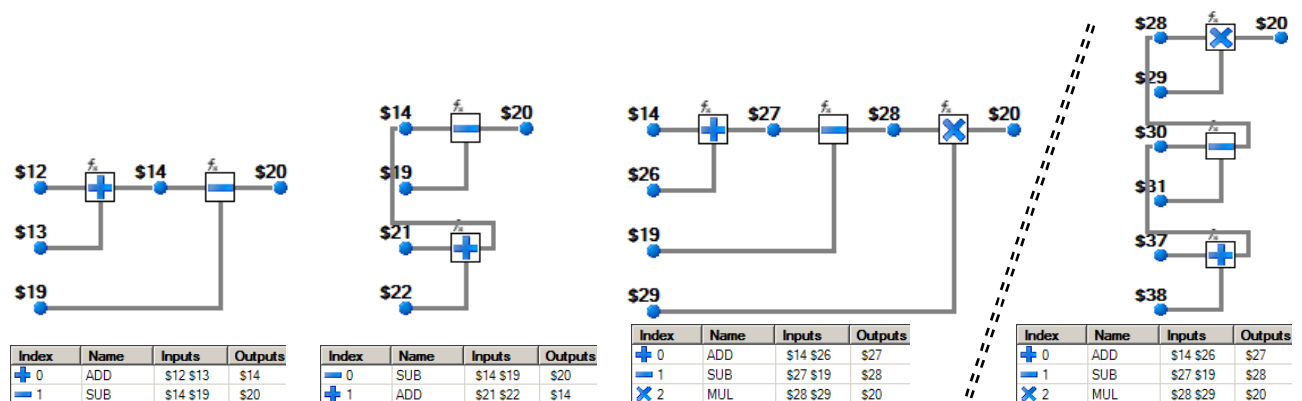 $12
$14
$20
$13
$19
Index Name Inputs Outputs
0 ADD $12 $13 $14
1 SUB $14 $19 $20
$14
$20
$19
$21
$22
Index Name Inputs Outputs
0 SUB $14 $19 $20
1 ADD $21 $22 $14
$14
$27
$28
$20
$26
$19
$29
Index Name Inputs Outputs
0 ADD $14 $26 $27
1 SUB $27 $19 $28
2 MUL $28 $29 $20
$28
$20
$29
$30
$31
$37
$38
Index Name Inputs Outputs
0 ADD $14 $26 $27
1 SUB $27 $19 $28
2 MUL $28 $29 $20